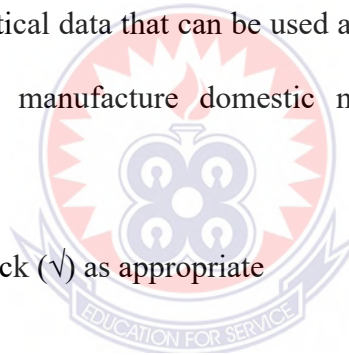 tical data that can be used a
manufacture domestic
ck (√) as appropriate
EDUCATION FOR SERVICE